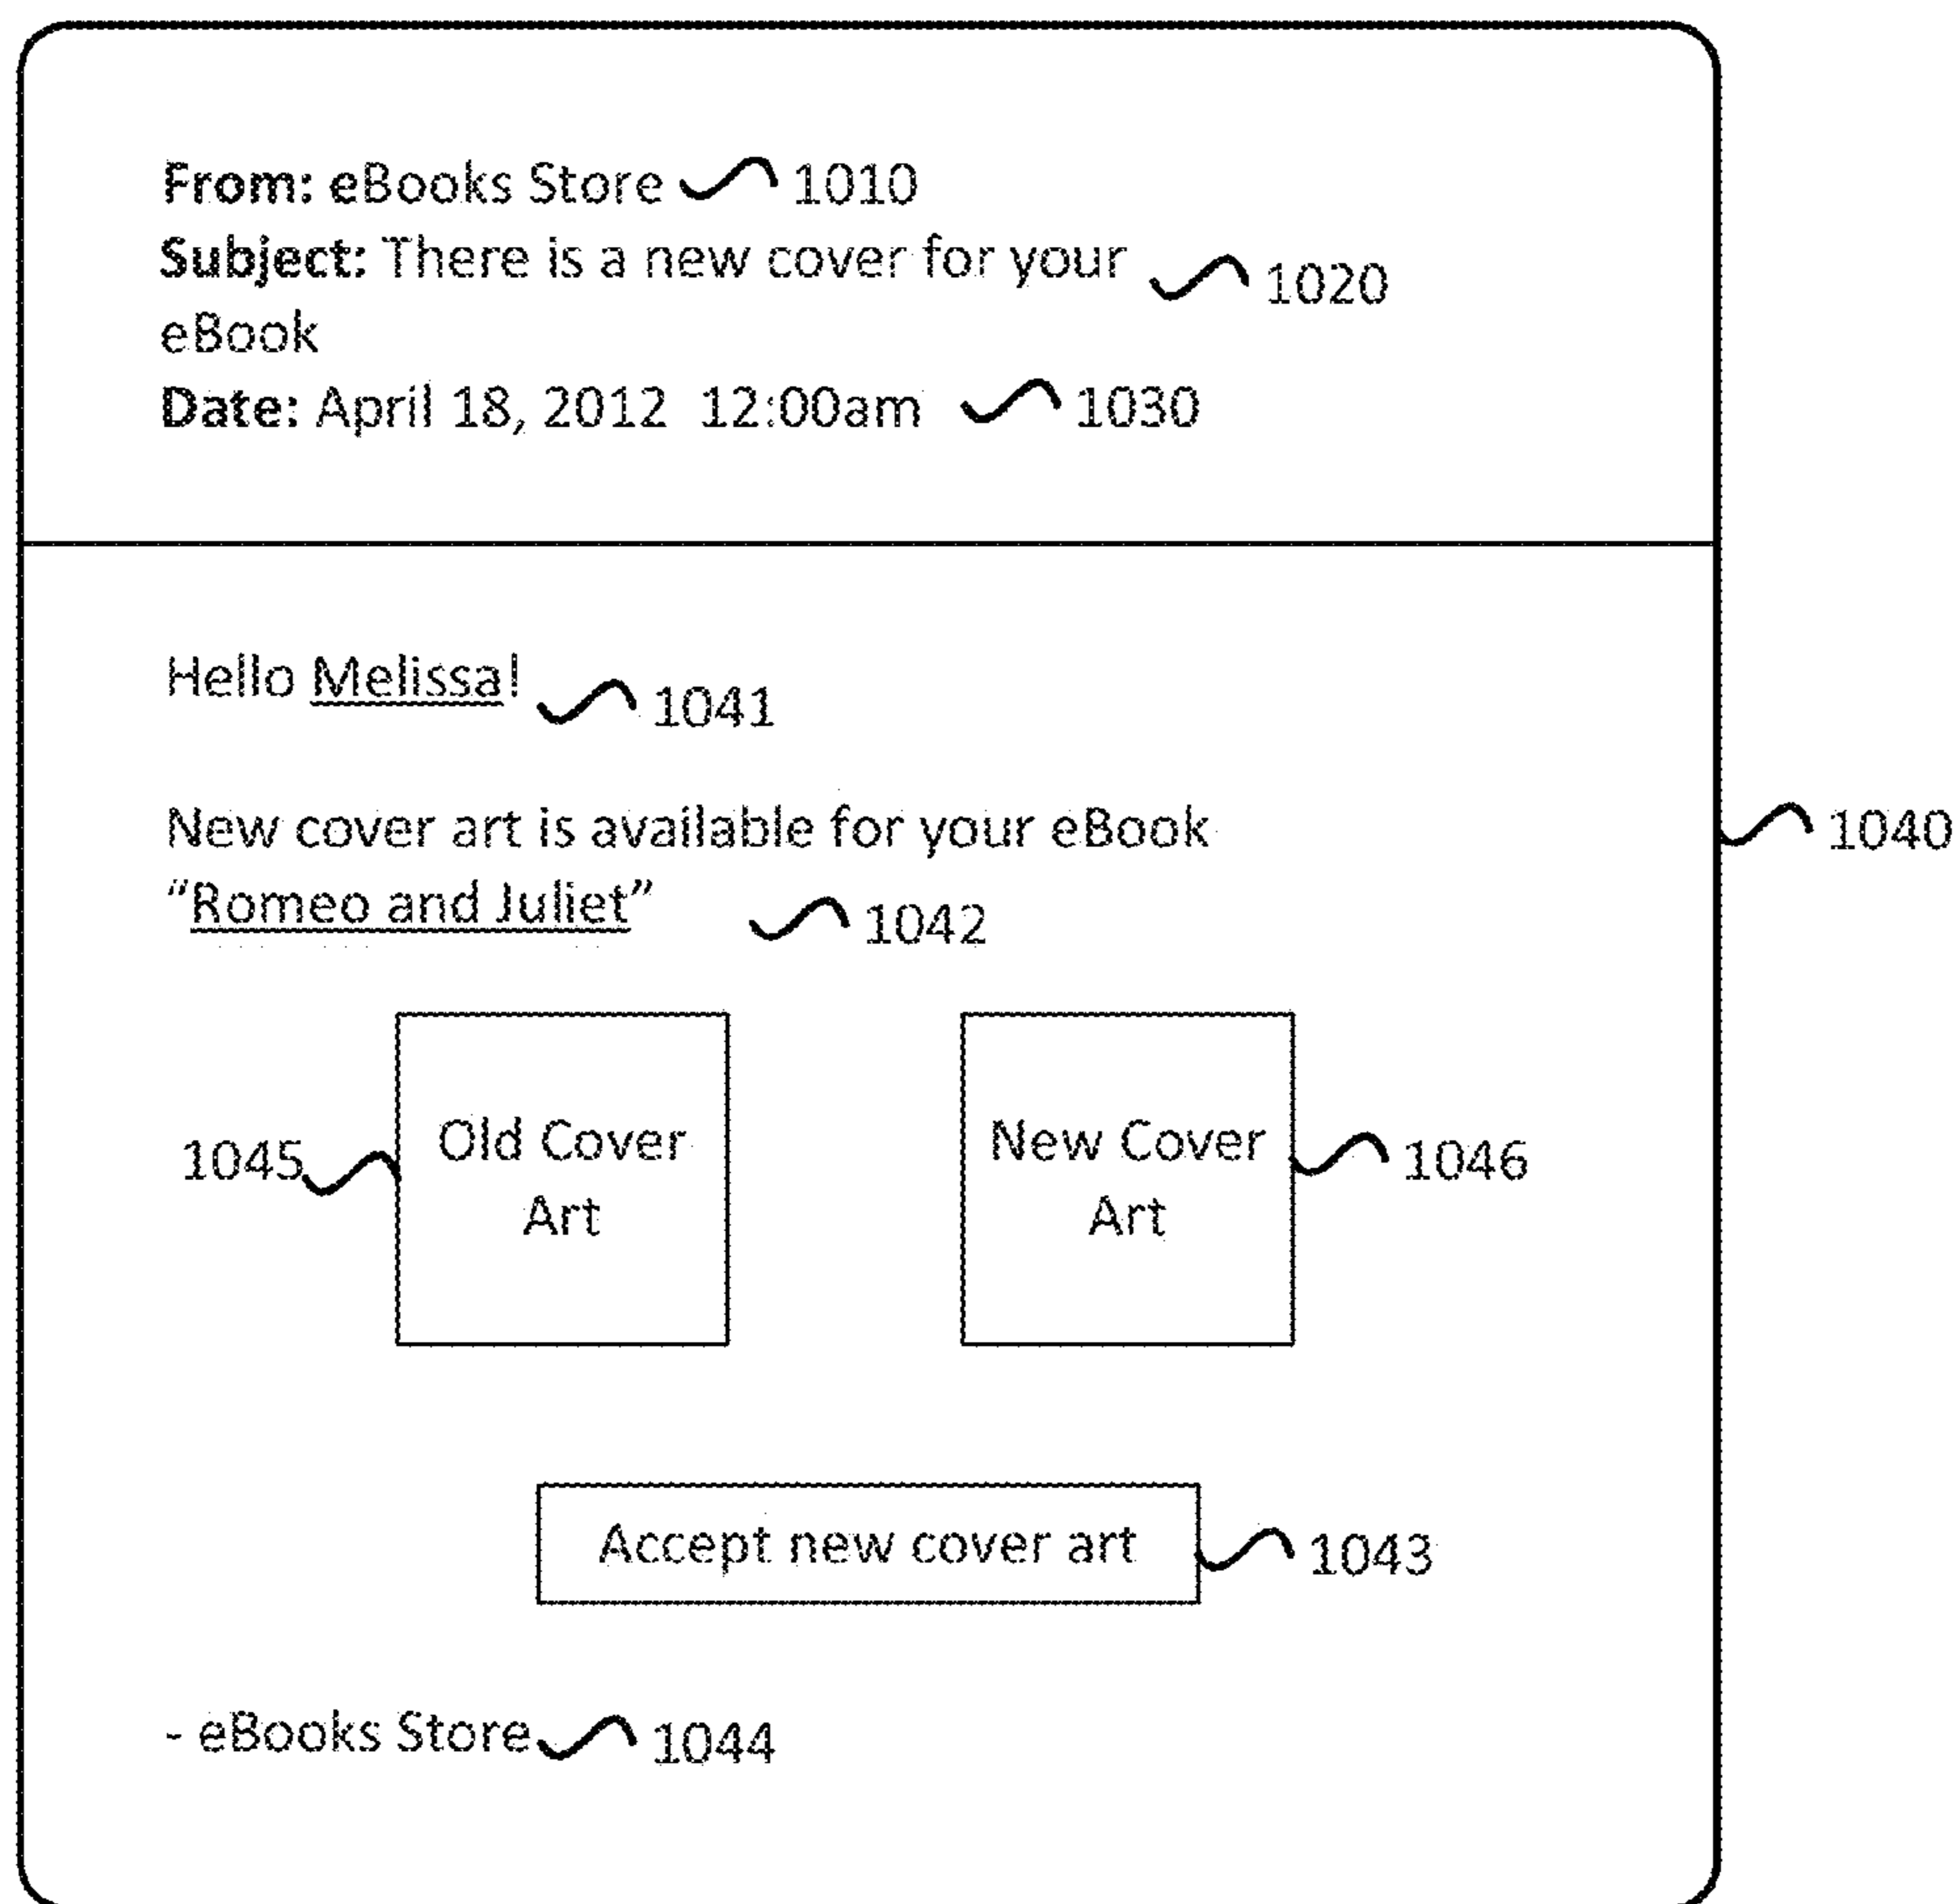 From: eBooks Store 1010
Subject: There is a new cover for your 1020
eBook
Date: April 18, 2012 12:00am 1030
Hello Melissa! 1041
New cover art is available for your eBook
1040
"Romeo and Juliet" 1042
1045 Old Cover Art
New Cover Art 1046
Accept new cover art 1043
- eBooks Store 1044